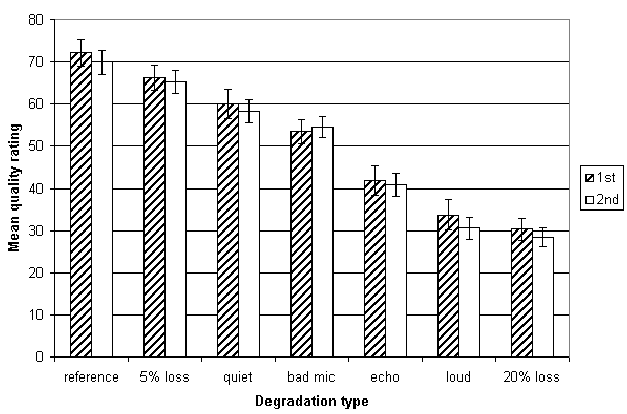 80
70
60
50
40
30
20
10
0
Mean quality rating
reference 5% loss quiet bad mic echo loud 20% loss
Degradation type
1st
2nd